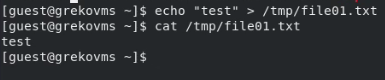 [guest@grekovms ~]$ echo "test" > /tmp/file01.txt
[guest@grekovms ~]$ cat /tmp/file01.txt
test
[guest@grekovms ~]$